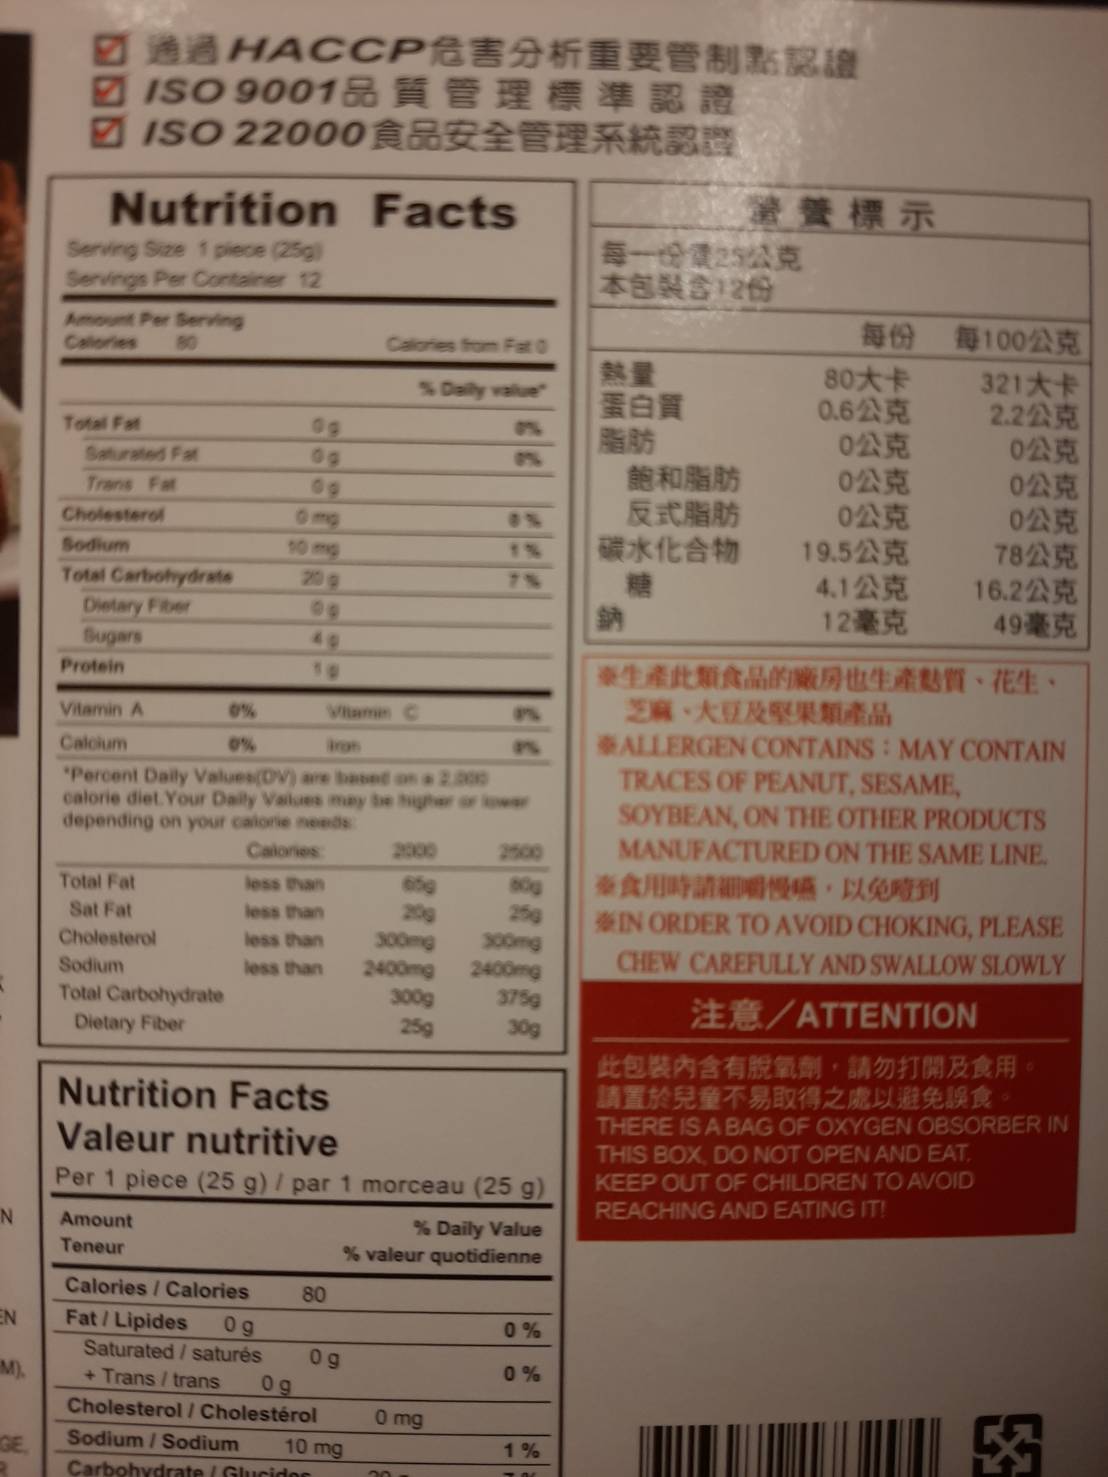 通過HACCP危害分析重要管制點認證
ISO 9001品質管理標準認證
ISO 22000食品安全管理系統認證
Nutrition Facts
Serving Size 1 piece (25g)
Servings Per Container 12
Amount Per Serving
Calories 80 Calories from Fat 0
% Daily value*
Total Fat 0g 0%
Saturated Fat 0g 0%
Trans Fat 0g
Cholesterol 0 mg 0%
Sodium 10 mg 1%
Total Carbohydrate 20 g 7%
Dietary Fiber 0g
Sugars 4g
Protein 1g
Vitamin A 0% Vitamin C 0%
Calcium 0% Iron 0%
*Percent Daily Values(DV) are based on a 2,000
calorie diet.Your Daily Values may be higher or lower
depending on your calorie needs:
Calories: 2000 2500
Total Fat less than 65g 80g
Sat Fat less than 20g 25g
Cholesterol less than 300mg 300mg
Sodium less than 2400mg 2400mg
Total Carbohydrate 300g 375g
Dietary Fiber 25g 30g
Nutrition Facts
Valeur nutritive
Per 1 piece (25 g) / par 1 morceau (25 g)
Amount % Daily Value
Teneur % valeur quotidienne
Calories / Calories 80
Fat / Lipides 0 g 0 %
Saturated / saturés 0 g
+ Trans / trans 0 g 0 %
Cholesterol / Cholestérol 0 mg
Sodium / Sodium 10 mg 1 %
Carbohydrate / Glucides
營養標示
每一份量25公克
本包裝含12份
每份 每100公克
熱量 80大卡 321大卡
蛋白質 0.6公克 2.2公克
脂肪 0公克 0公克
飽和脂肪 0公克 0公克
反式脂肪 0公克 0公克
碳水化合物 19.5公克 78公克
糖 4.1公克 16.2公克
鈉 12毫克 49毫克
※生產此類食品的廠房也生產麩質、花生、
芝麻、大豆及堅果類產品
※ALLERGEN CONTAINS：MAY CONTAIN
TRACES OF PEANUT, SESAME,
SOYBEAN, ON THE OTHER PRODUCTS
MANUFACTURED ON THE SAME LINE.
※食用時請細嚼慢嚥，以免噎到
※IN ORDER TO AVOID CHOKING, PLEASE
CHEW CAREFULLY AND SWALLOW SLOWLY
注意／ATTENTION
此包裝內含有脫氧劑，請勿打開及食用。
請置於兒童不易取得之處以避免誤食。
THERE IS A BAG OF OXYGEN OBSORBER IN
THIS BOX, DO NOT OPEN AND EAT.
KEEP OUT OF CHILDREN TO AVOID
REACHING AND EATING IT!